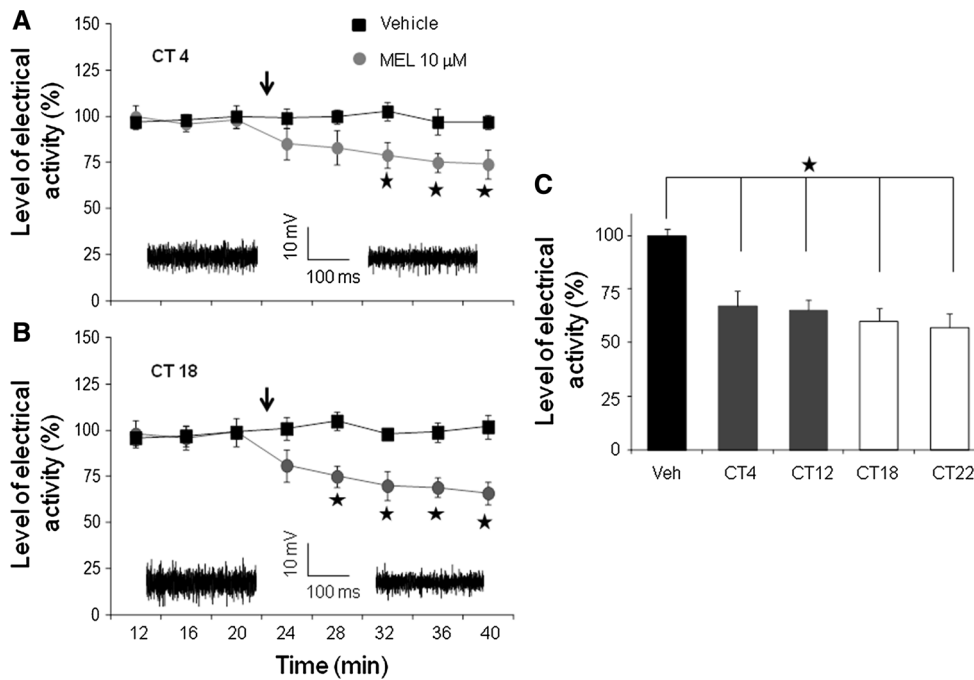 A
Level of electrical
activity (%)
150
125
100
75
50
25
0
CT 4
Vehicle
MEL 10 µM
10 mV
100 ms
B
Level of electrical
activity (%)
150
125
100
75
50
25
0
CT 18
10 mV
100 ms
12 16 20 24 28 32 36 40
Time (min)
C
Level of electrical
activity (%)
100
75
50
25
0
Veh CT4 CT12 CT18 CT22